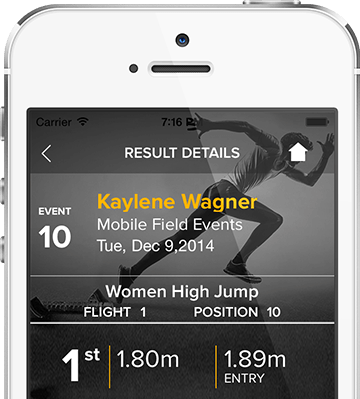 Carrier 7:16 P
RESULT DETAILS
EVENT
10
Kaylene Wagner
Mobile Field Events
Tue, Dec 9,2014
Women High Jump
FLIGHT 1 POSITION 10
1st 1.80m 1.89m
ENTRY